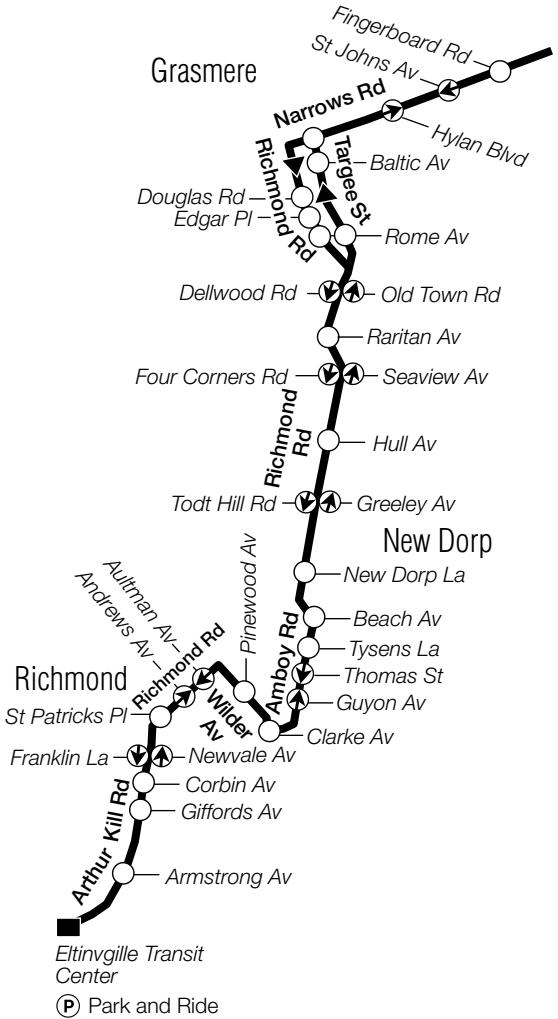 Fingerboard Rd
St Johns Av
Grasmere
Narrows Rd
Hylan Blvd
Targee St
Baltic Av
Richmond Rd
Douglas Rd
Edgar Pl
Rome Av
Dellwood Rd
Old Town Rd
Raritan Av
Four Corners Rd
Seaview Av
Richmond
Rd
Hull Av
Todt Hill Rd
Greeley Av
New Dorp
New Dorp La
Pinewood Av
Aultman Av
Andrews Av
Beach Av
Amboy Rd
Tysens La
Richmond Rd
Thomas St
Richmond
Wilder
Av
Guyon Av
St Patricks Pl
Clarke Av
Franklin La
Newvale Av
Corbin Av
Giffords Av
Arthur Kill Rd
Armstrong Av
Eltinvgille Transit
Center
P Park and Ride